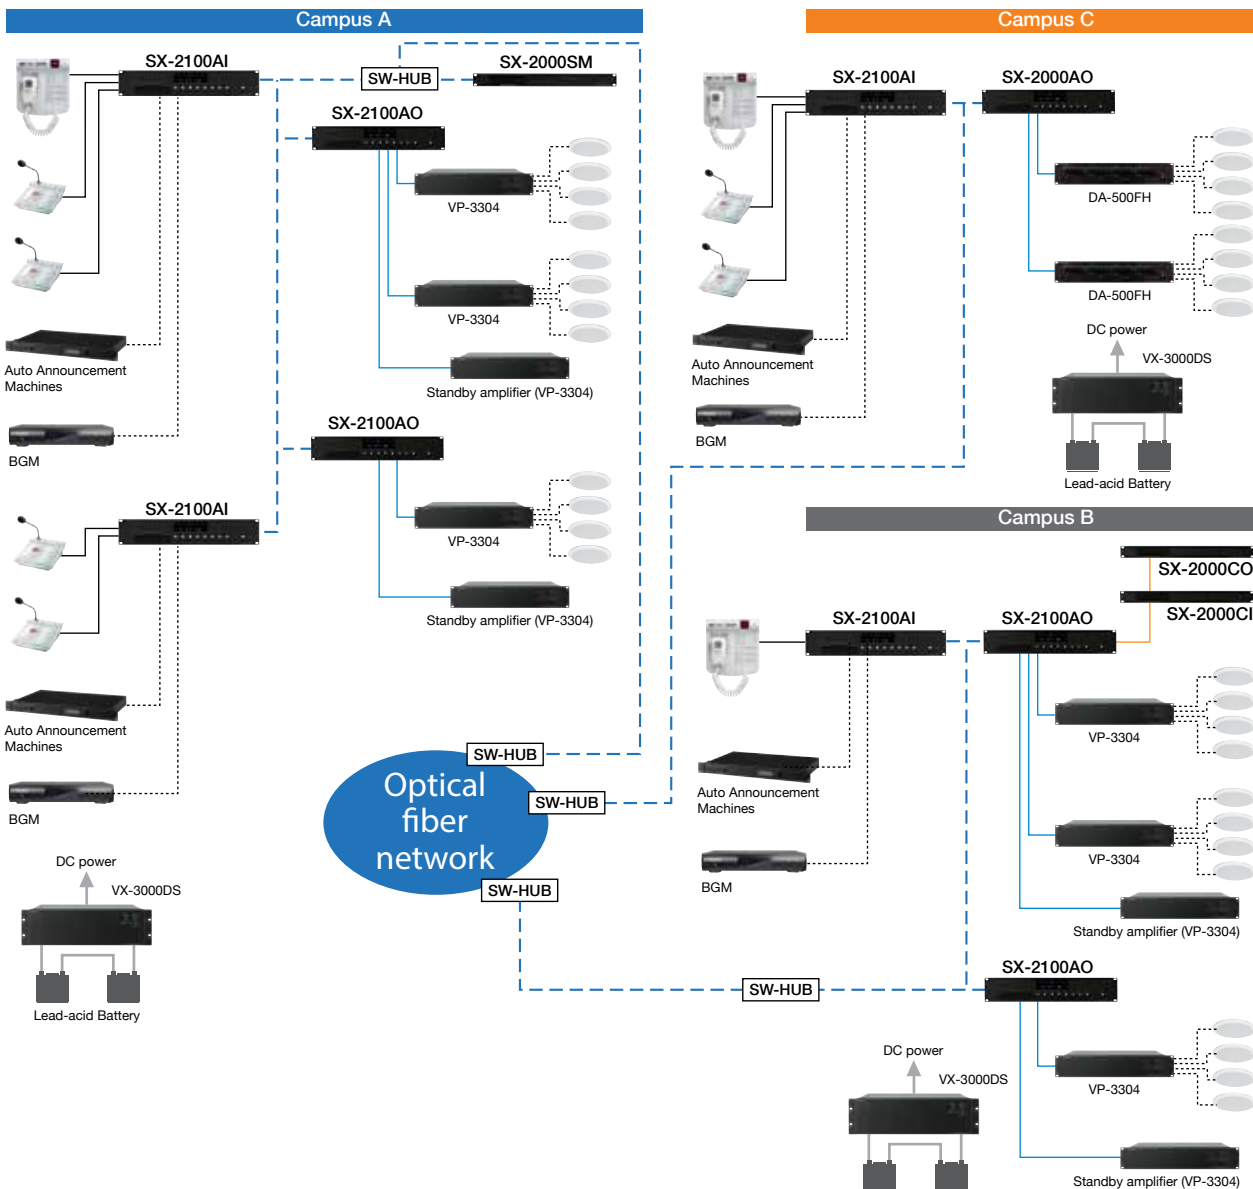 Campus A
SX-2100AI
SW-HUB
SX-2000SM
SX-2100AO
VP-3304
VP-3304
Auto Announcement
Machines
Standby amplifier (VP-3304)
BGM
SX-2100AO
SX-2100AI
VP-3304
Standby amplifier (VP-3304)
Auto Announcement
Machines
BGM
DC power
VX-3000DS
Lead-acid Battery
SW-HUB
SW-HUB
Optical
fiber
network
SW-HUB
SW-HUB
Campus C
SX-2100AI
SX-2000AO
DA-500FH
DA-500FH
Auto Announcement
Machines
BGM
DC power
VX-3000DS
Lead-acid Battery
Campus B
SX-2000CO
SX-2000CI
SX-2100AI
SX-2100AO
VP-3304
Auto Announcement
Machines
VP-3304
BGM
Standby amplifier (VP-3304)
SX-2100AO
DC power
VX-3000DS
VP-3304
Standby amplifier (VP-3304)